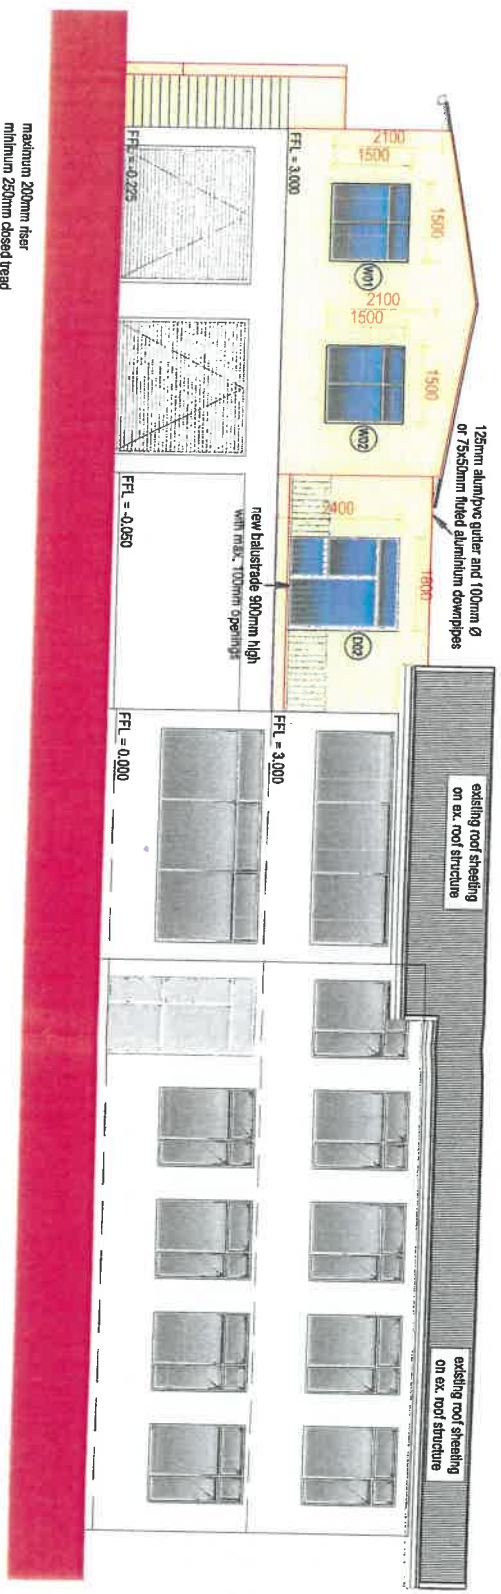 125mm alum/pvc gutter and 100mm Ø
or 75x50mm fluted aluminium downpipes
existing roof sheeting
on ex. roof structure
existing roof sheeting
on ex. roof structure
1500
1500
1800
2100
1500
W01
2100
1500
W02
2400
D02
FFL = 3.000
new balustrade 900mm high
with max. 100mm openings
FFL = 3.000
FFL = -0.225
FFL = -0.050
FFL = 0.000
maximum 200mm riser
minimum 250mm closed tread